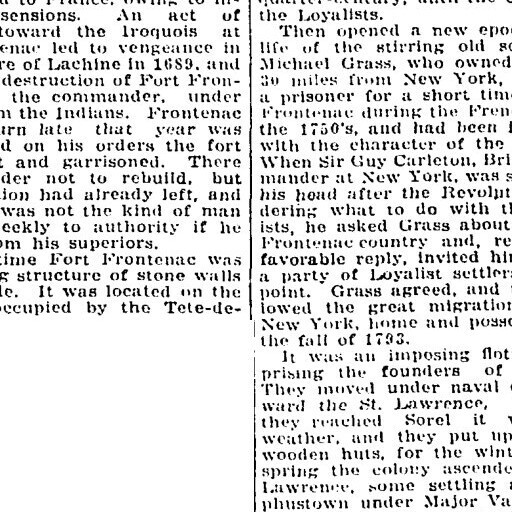 to France, owing to
sensions. An act of
toward the Iroquois at
enac led to vengeance in
re of Lachine in 1689, and
destruction of Fort Fron-
the commander, under
m the Indians. Frontenac
urn late that year was
d on his orders the fort
t and garrisoned. There
der not to rebuild, but
ion had already left, and
was not the kind of man
eekly to authority if he
om his superiors.
time Fort Frontenac was
g structure of stone walls
le. It was located on the
occupied by the Tete-de-
the Loyalists.
Then opened a new epo
life of the stirring old sc
Michael Grass, who owned
30 miles from New York,
a prisoner for a short tim
Frontenac during the Fren
the 1750's, and had been f
with the character of the
When Sir Guy Carleton, Bri
mander at New York, was s
his head after the Revolut
dering what to do with th
ists, he asked Grass about
Frontenac country and, re
favorable reply, invited hi
a party of Loyalist settler
point. Grass agreed, and
lowed the great migration
New York, home and posse
the fall of 1793.
It was an imposing flot
prising the founders of
They moved under naval
ward the St. Lawrence,
they reached Sorel it w
weather, and they put up
wooden huts, for the wint
spring the colony ascende
Lawrence, some settling a
phustown under Major Va